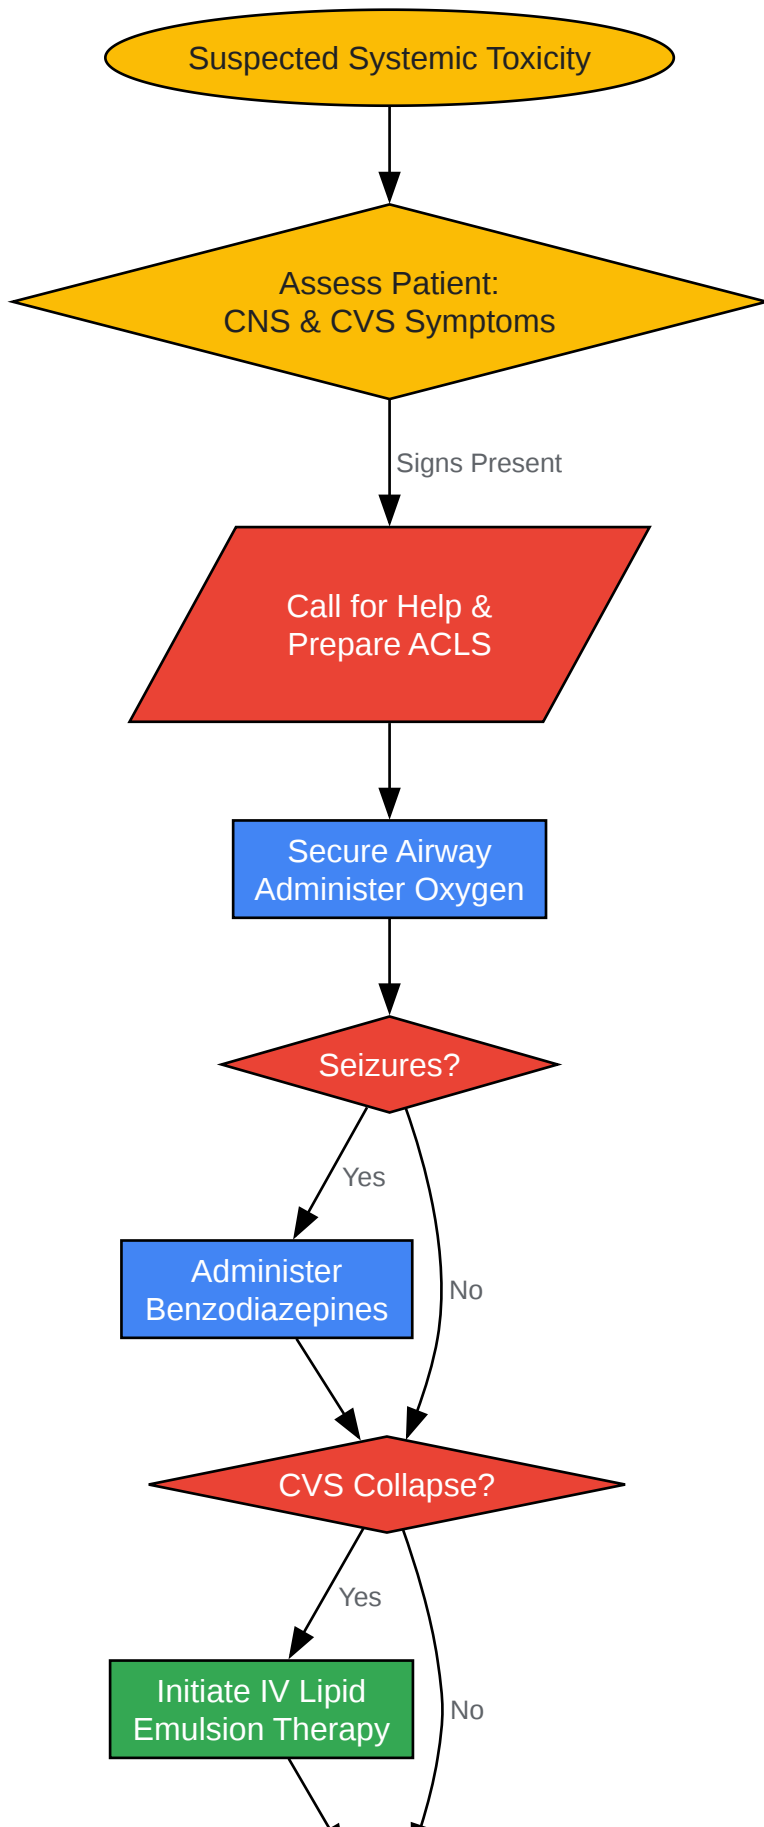 Suspected Systemic Toxicity
Assess Patient:
CNS & CVS Symptoms
Signs Present
Call for Help &
Prepare ACLS
Secure Airway
Administer Oxygen
Seizures?
Yes
Administer
Benzodiazepines
No
CVS Collapse?
Yes
Initiate IV Lipid
Emulsion Therapy
No